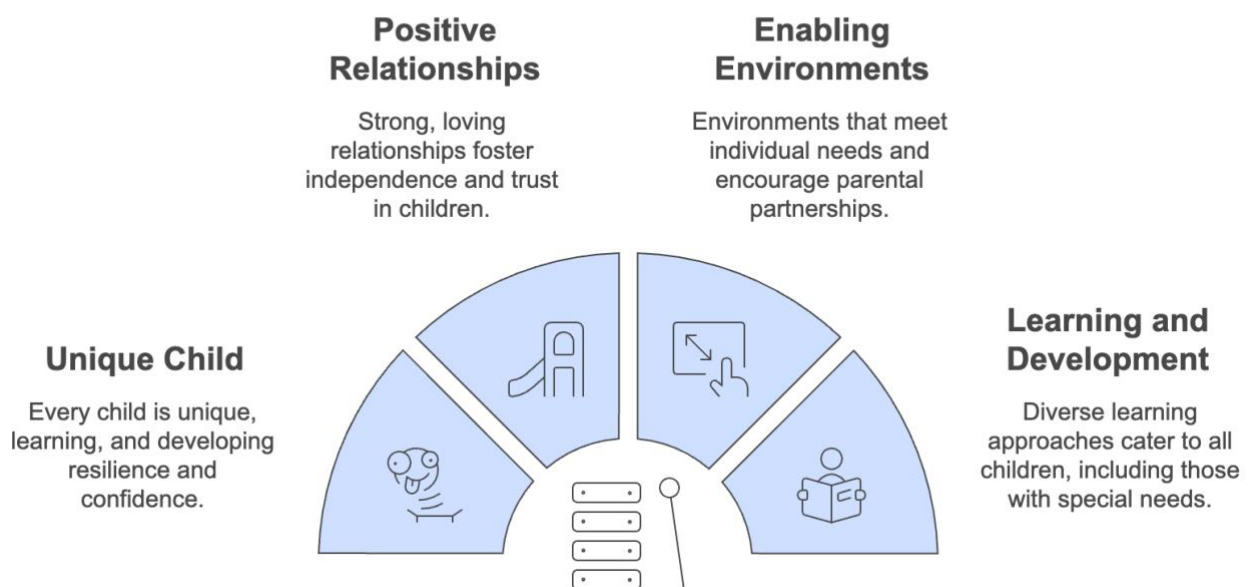 Positive
Relationships
Strong, loving
relationships foster
independence and trust
in children.
Enabling
Environments
Environments that meet
individual needs and
encourage parental
partnerships.
Unique Child
Every child is unique,
learning, and developing
resilience and
confidence.
Learning and
Development
Diverse learning
approaches cater to all
children, including those
with special needs.